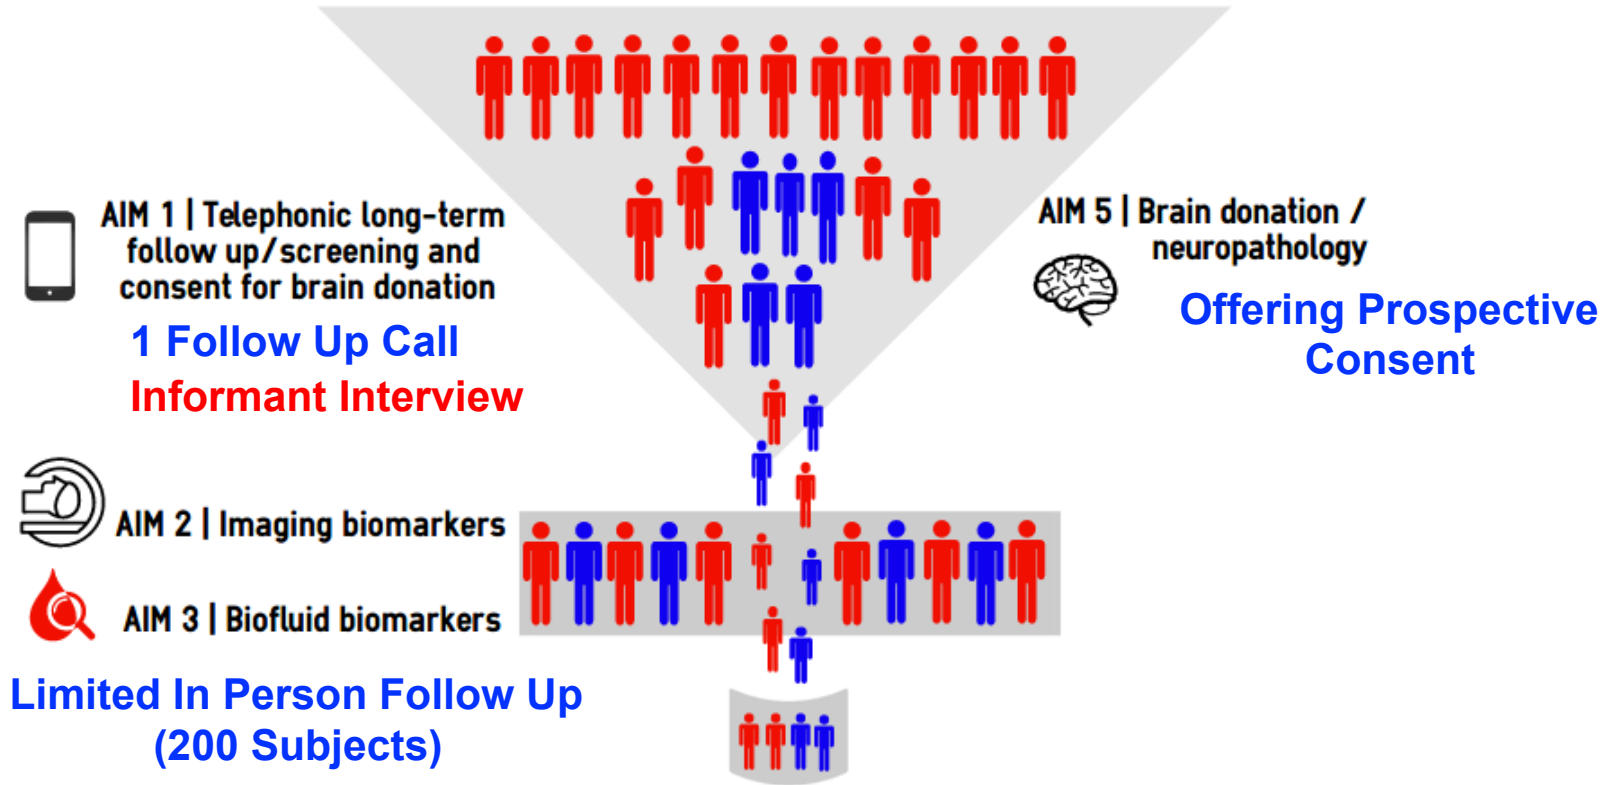 AIM 1 | Telephonic long-term
follow up/screening and
consent for brain donation
1 Follow Up Call
Informant Interview
AIM 2 | Imaging biomarkers
AIM 3 | Biofluid biomarkers
Limited In Person Follow Up
(200 Subjects)
AIM 5 | Brain donation /
neuropathology
Offering Prospective
Consent